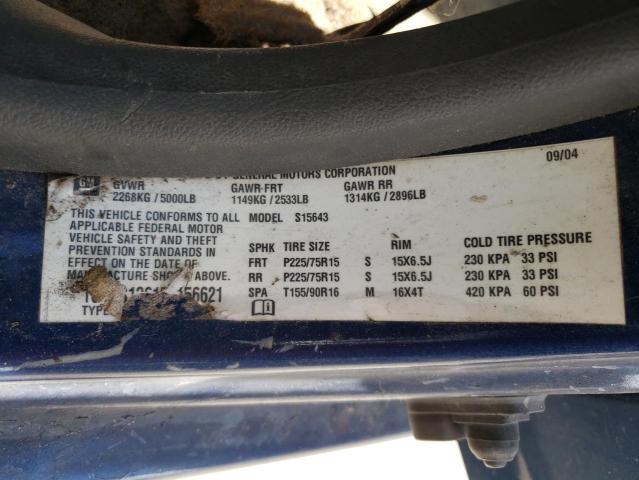 GM GENERAL MOTORS CORPORATION 09/04
GVWR GAWR FRT GAWR RR
2268KG / 5000LB 1149KG / 2533LB 1314KG / 2896LB
THIS VEHICLE CONFORMS TO ALL MODEL S15643
APPLICABLE FEDERAL MOTOR
VEHICLE SAFETY AND THEFT
PREVENTION STANDARDS IN
EFFECT ON THE DATE OF
MANUFACTURE SHOWN ABOVE.
SPHK TIRE SIZE RIM COLD TIRE PRESSURE
FRT P225/75R15 S 15X6.5J 230 KPA 33 PSI
RR P225/75R15 S 15X6.5J 230 KPA 33 PSI
SPA T155/90R16 M 16X4T 420 KPA 60 PSI
156621
TYPE